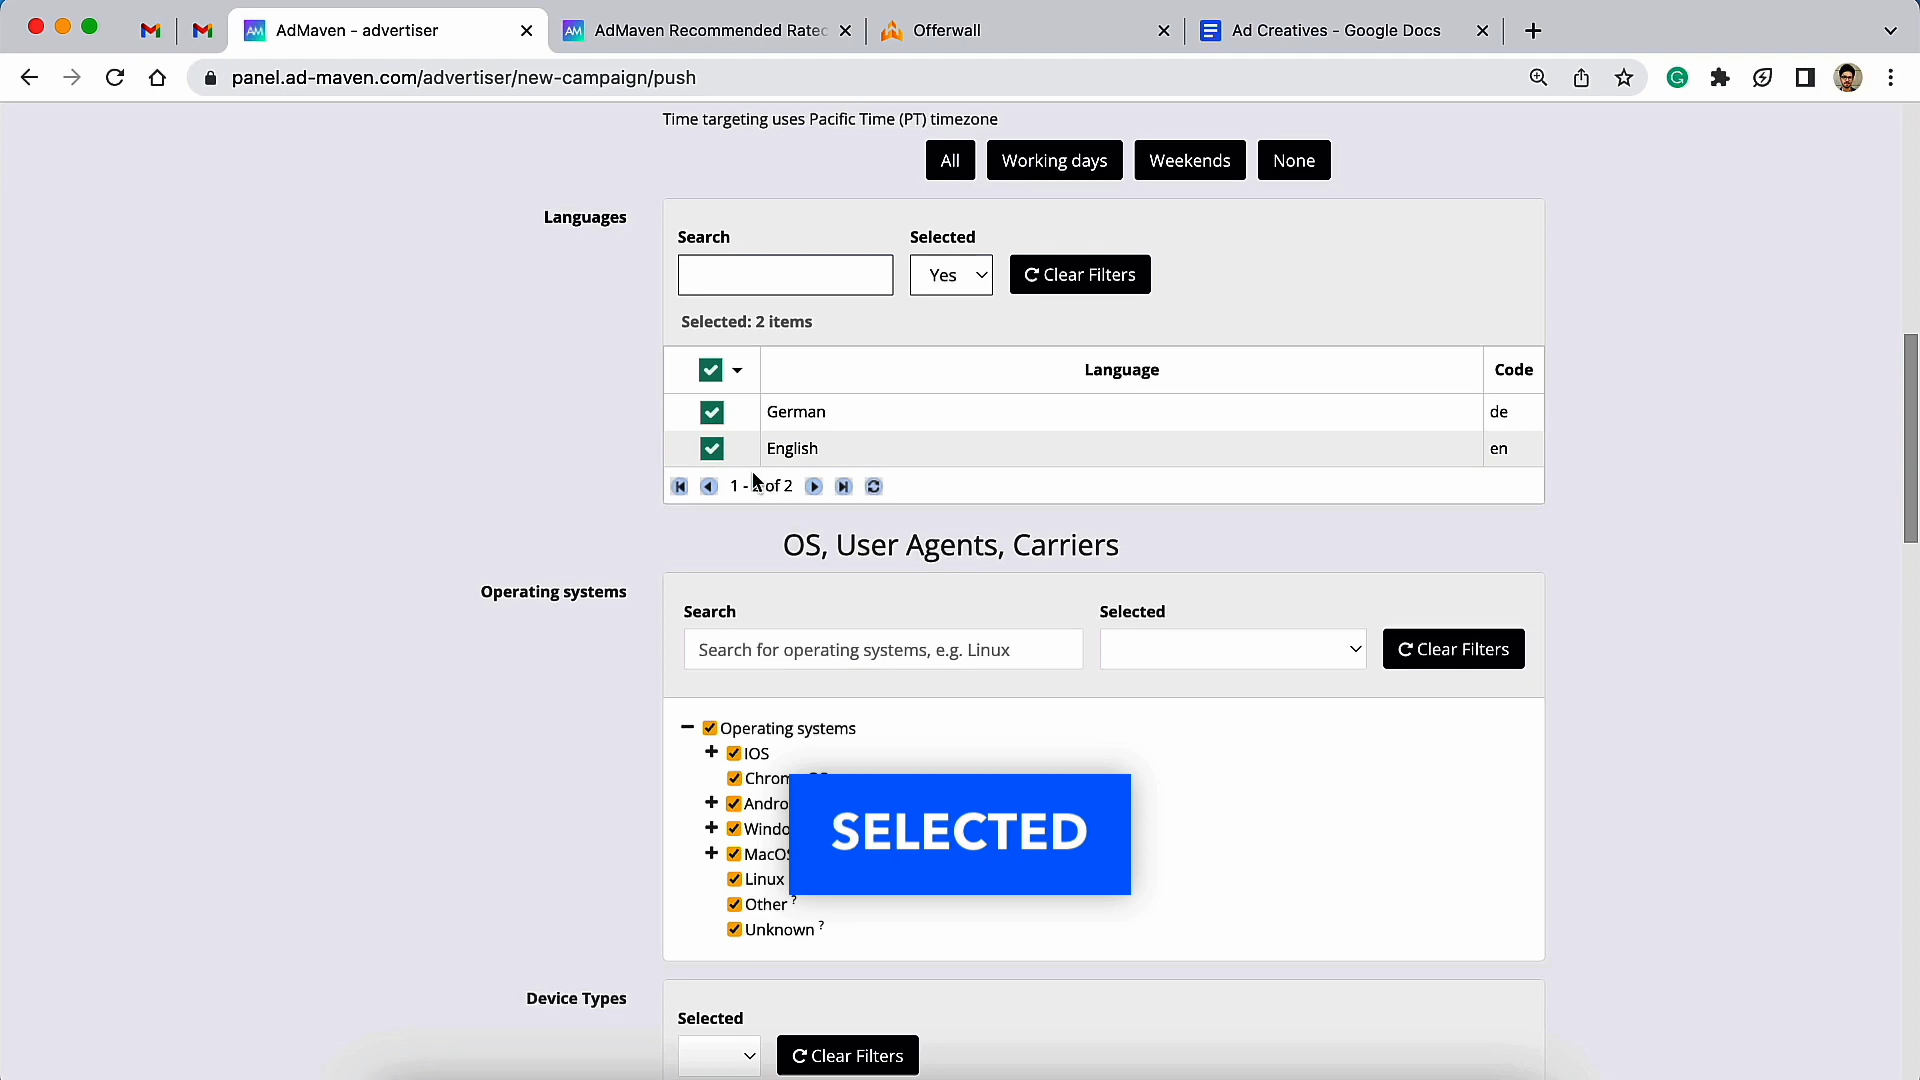 AdMaven - advertiser
AdMaven Recommended Rates
Offerwall
Ad Creatives - Google Docs
panel.ad-maven.com/advertiser/new-campaign/push
Time targeting uses Pacific Time (PT) timezone
All
Working days
Weekends
None
Languages
Search
Selected
Yes
Clear Filters
Selected: 2 items
Language
Code
German
de
English
en
1 - of 2
OS, User Agents, Carriers
Operating systems
Search
Selected
Search for operating systems, e.g. Linux
Clear Filters
Operating systems
IOS
Chrom
Andro
Windo
MacOS
Linux
Other ?
Unknown ?
SELECTED
Device Types
Selected
Clear Filters